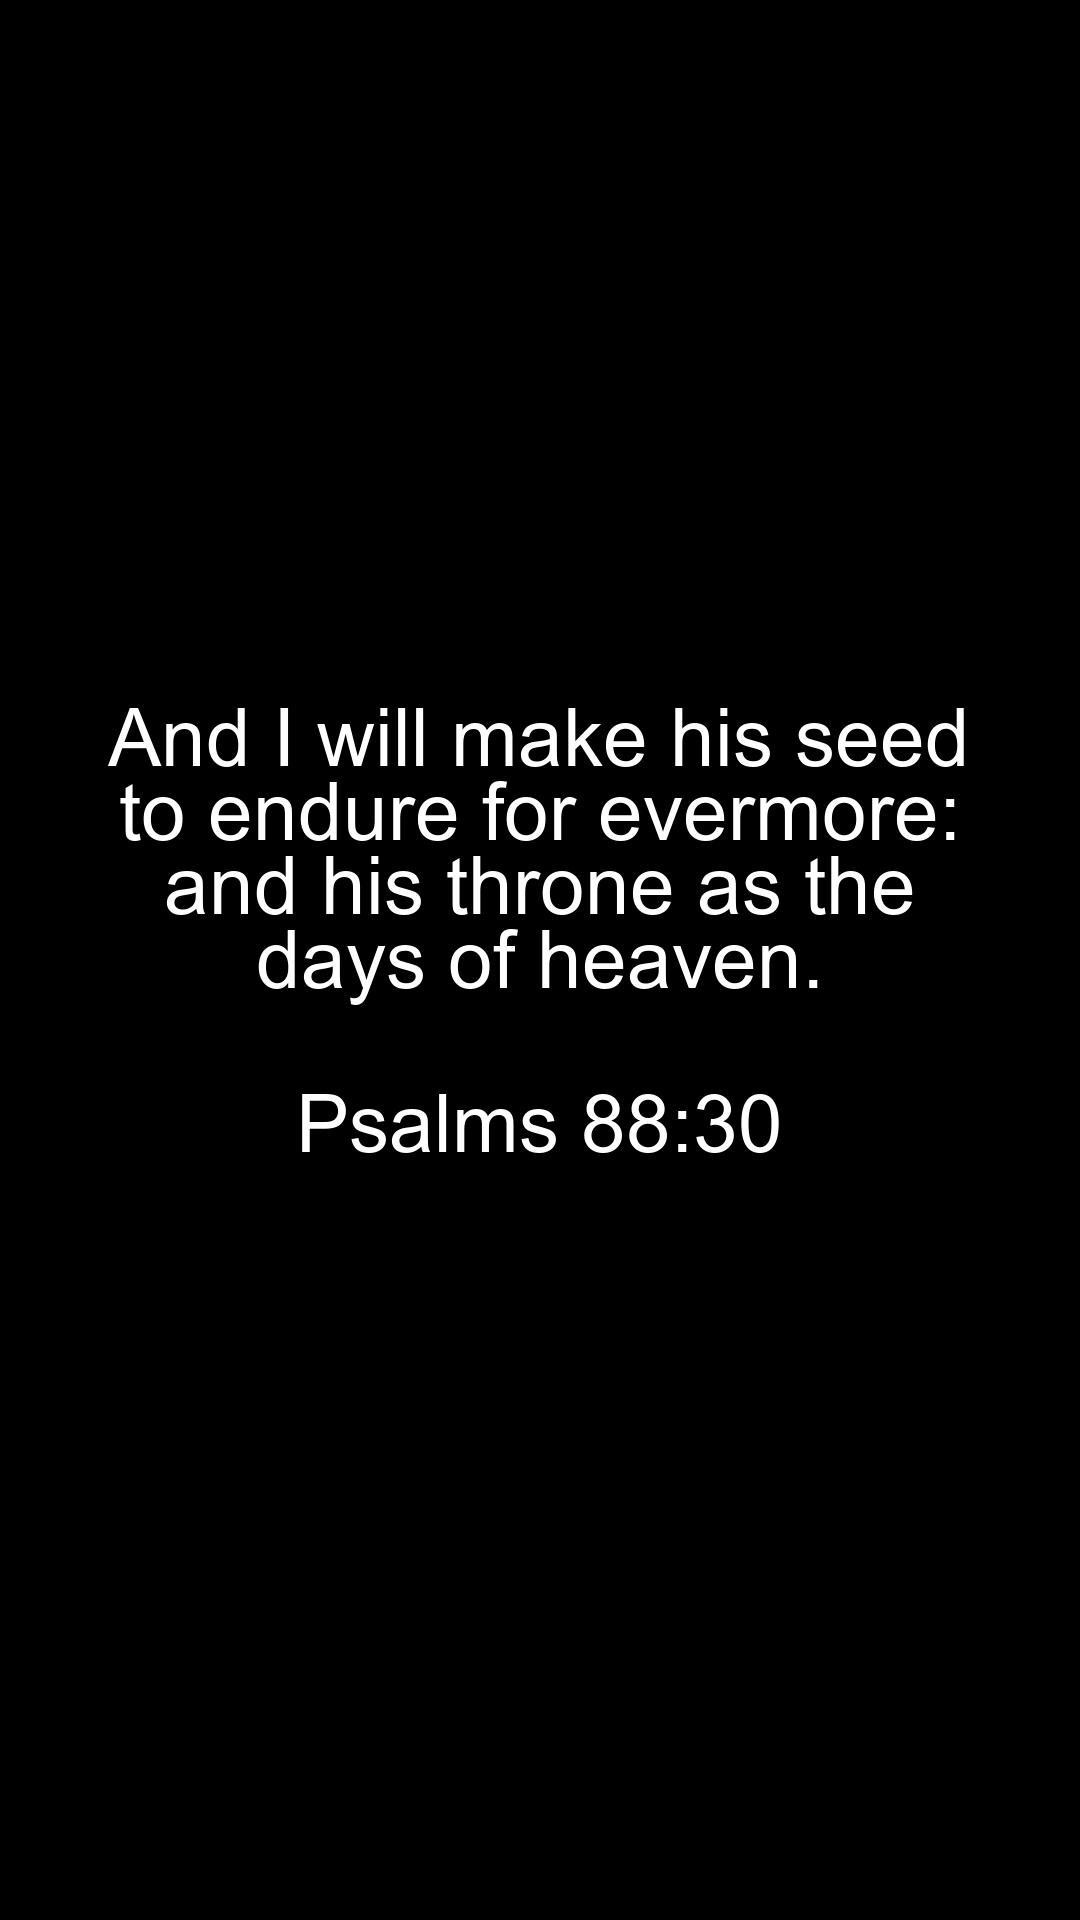 And I will make his seed
to endure for evermore:
and his throne as the
days of heaven.
Psalms 88:30